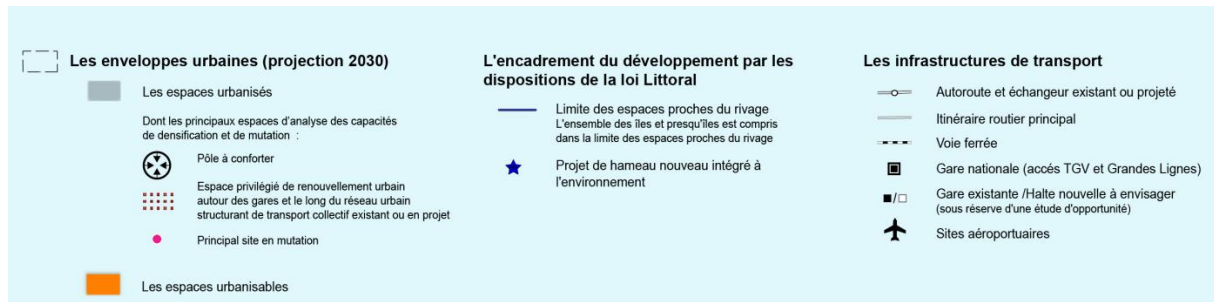 Les enveloppes urbaines (projection 2030)
Les espaces urbanisés
Dont les principaux espaces d'analyse des capacités
de densification et de mutation :
Pôle à conforter
Espace privilégié de renouvellement urbain
autour des gares et le long du réseau urbain
structurant de transport collectif existant ou en projet
Principal site en mutation
Les espaces urbanisables
L'encadrement du développement par les
dispositions de la loi Littoral
Limite des espaces proches du rivage
L'ensemble des îles et presqu'îles est compris
dans la limite des espaces proches du rivage
Projet de hameau nouveau intégré à
l'environnement
Les infrastructures de transport
Autoroute et échangeur existant ou projeté
Itinéraire routier principal
Voie ferrée
Gare nationale (accés TGV et Grandes Lignes)
Gare existante /Halte nouvelle à envisager
(sous réserve d'une étude d'opportunité)
Sites aéroportuaires